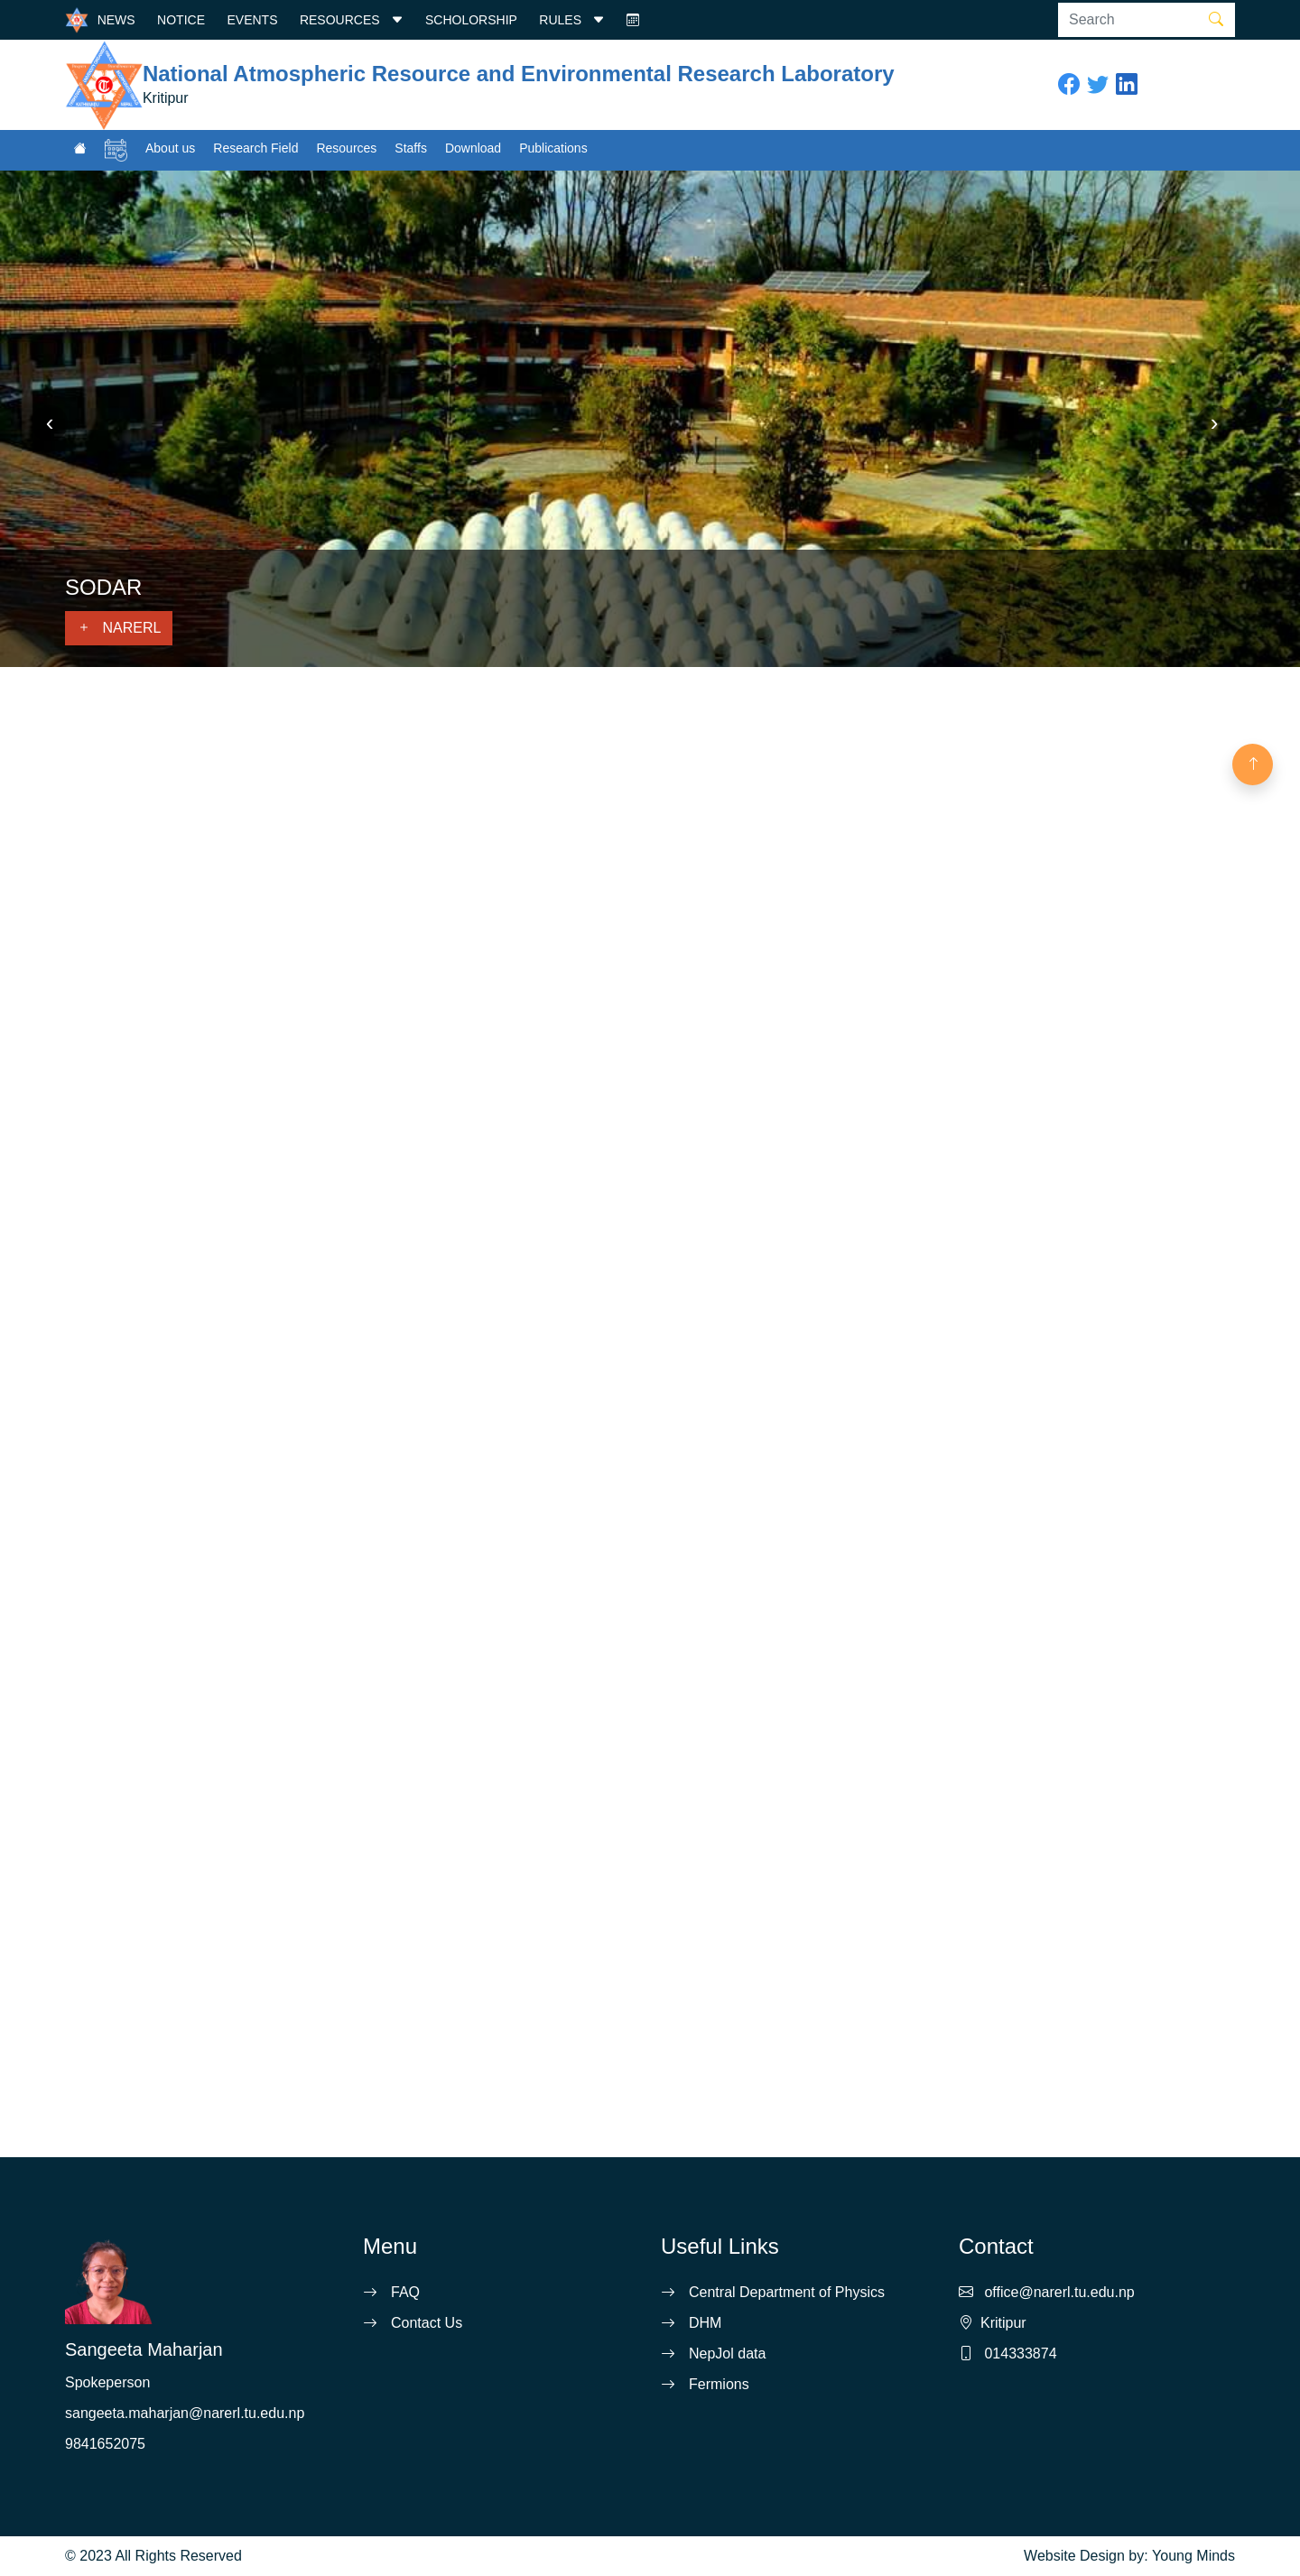 NEWS NOTICE EVENTS RESOURCES SCHOLORSHIP RULES Search
National Atmospheric Resource and Environmental Research Laboratory
Kritipur
About us Research Field Resources Staffs Download Publications
SODAR
+ NARERL
Menu
FAQ
Contact Us
Useful Links
Central Department of Physics
DHM
NepJol data
Fermions
Contact
office@narerl.tu.edu.np
Kritipur
014333874
Sangeeta Maharjan
Spokeperson
sangeeta.maharjan@narerl.tu.edu.np
9841652075
© 2023 All Rights Reserved
Website Design by: Young Minds